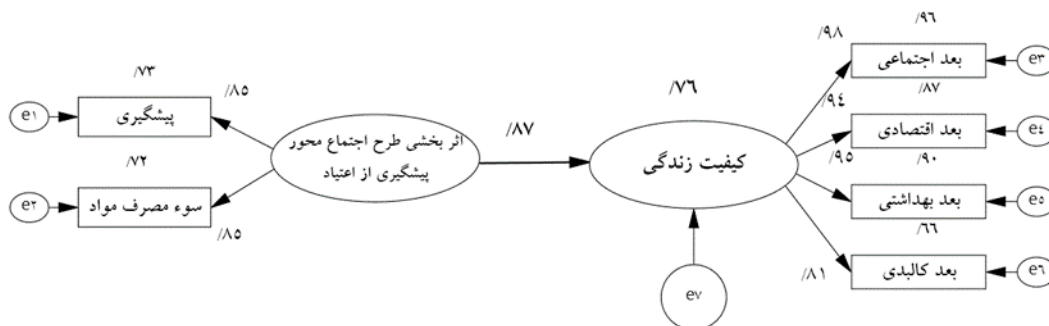 /۹۶
/۹۸
بعد اجتماعی
e۳
/۷۳
/۸۵
/۷۶
/۸۷
e۱
پیشگیری
اثر بخشی طرح اجتماع محور
پیشگیری از اعتیاد
/۸۷
/۹٤
بعد اقتصادی
e٤
کیفیت زندگی
/۹۵
/۹۰
/۷۲
e۲
سوء مصرف مواد
بعد بهداشتی
e۵
/۸۵
/۶۶
/۸۱
بعد کالبدی
e۶
e۷